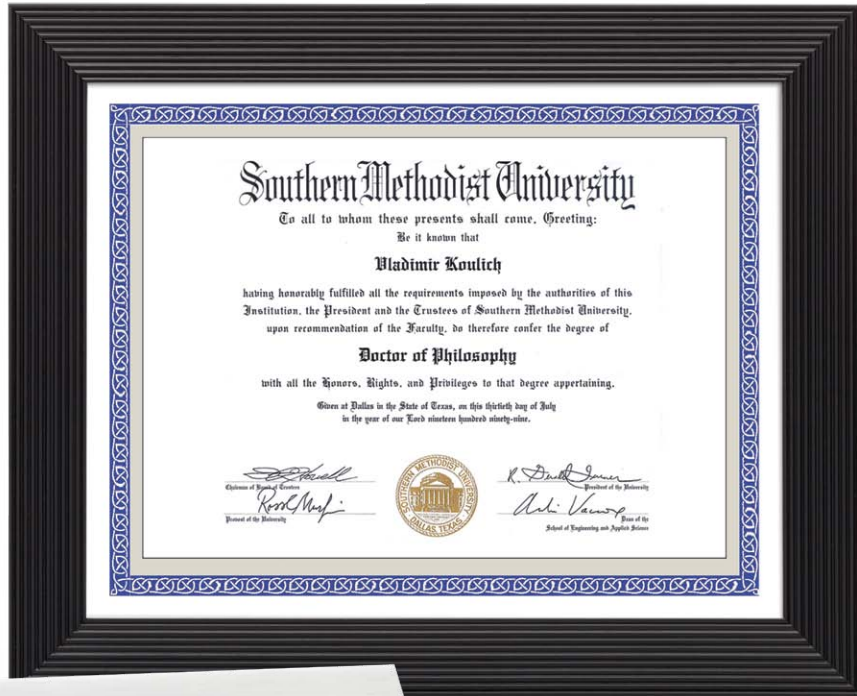 Southern Methodist University
To all to whom these presents shall come, Greeting:
Be it known that
Vladimir Koulich
having honorably fulfilled all the requirements imposed by the authorities of this
Institution, the President and the Trustees of Southern Methodist University,
upon recommendation of the Faculty, do therefore confer the degree of
Doctor of Philosophy
with all the Honors, Rights, and Privileges to that degree appertaining.
Given at Dallas in the State of Texas, on this thirtieth day of July
in the year of our Lord nineteen hundred ninety-nine.
Chairman of Board of Trustees
President of the University
Provost of the University
Dean of the
School of Engineering and Applied Science
SOUTHERN METHODIST UNIVERSITY
DALLAS, TEXAS